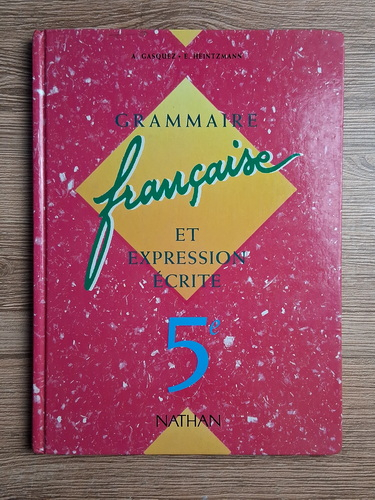 A. GASQUEZ - E. HEINTZMANN
GRAMMAIRE
française
ET
EXPRESSION
ÉCRITE
5e
NATHAN